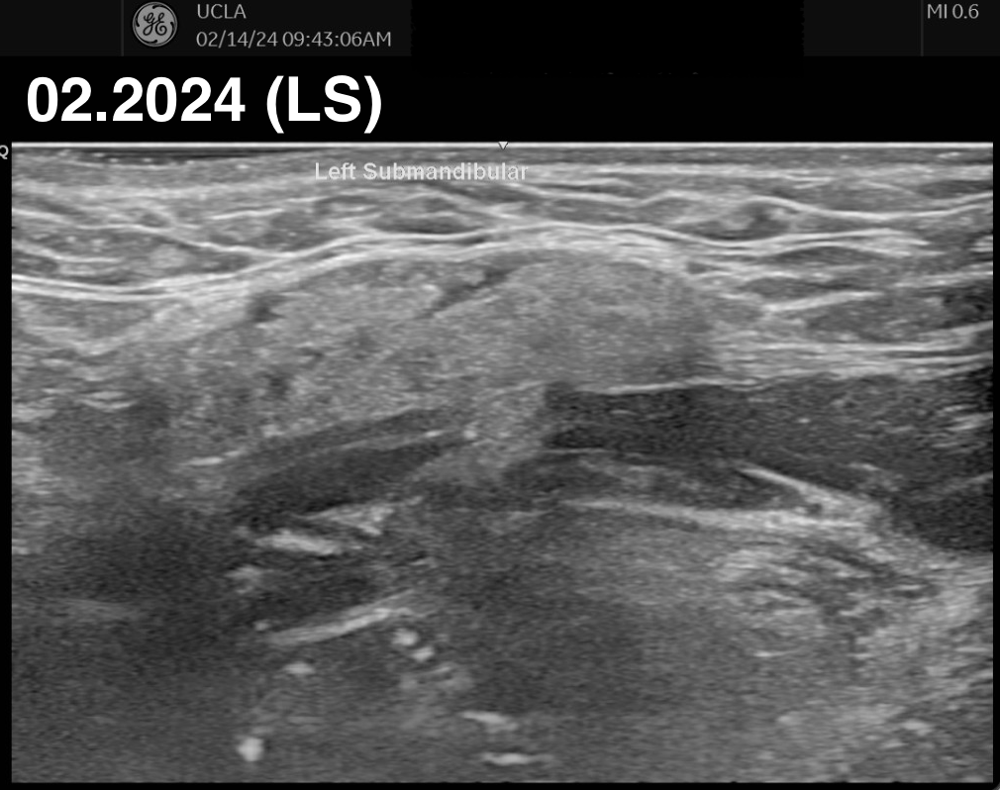 UCLA
02/14/24 09:43:06AM
MI 0.6
02.2024 (LS)
Left Submandibular